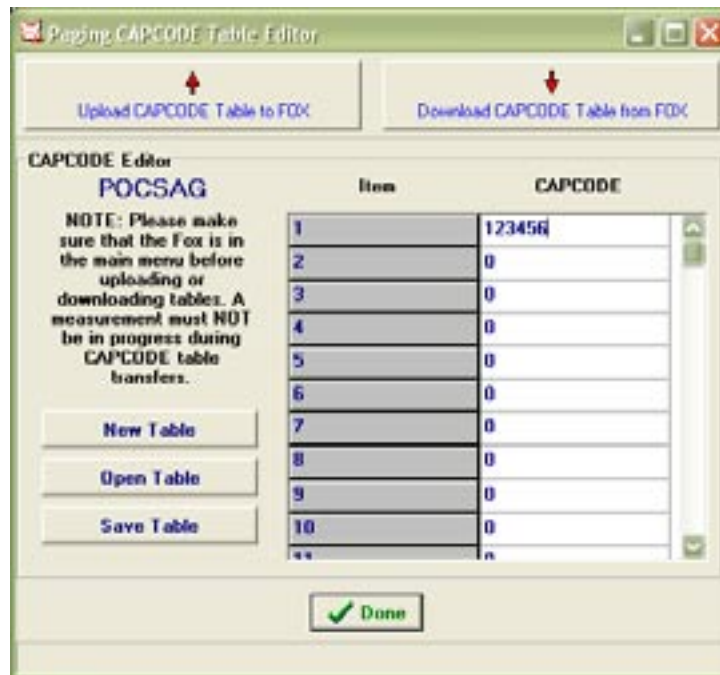 Paging CAPCODE Table Editor
Upload CAPCODE Table to FOX
Download CAPCODE Table from FOX
CAPCODE Editor
POCSAG
NOTE: Please make
sure that the Fox is in
the main menu before
uploading or
downloading tables. A
measurement must NOT
be in progress during
CAPCODE table
transfers.
New Table
Open Table
Save Table
Item CAPCODE
1 123456
2 0
3 0
4 0
5 0
6 0
7 0
8 0
9 0
10 0
11 0
Done